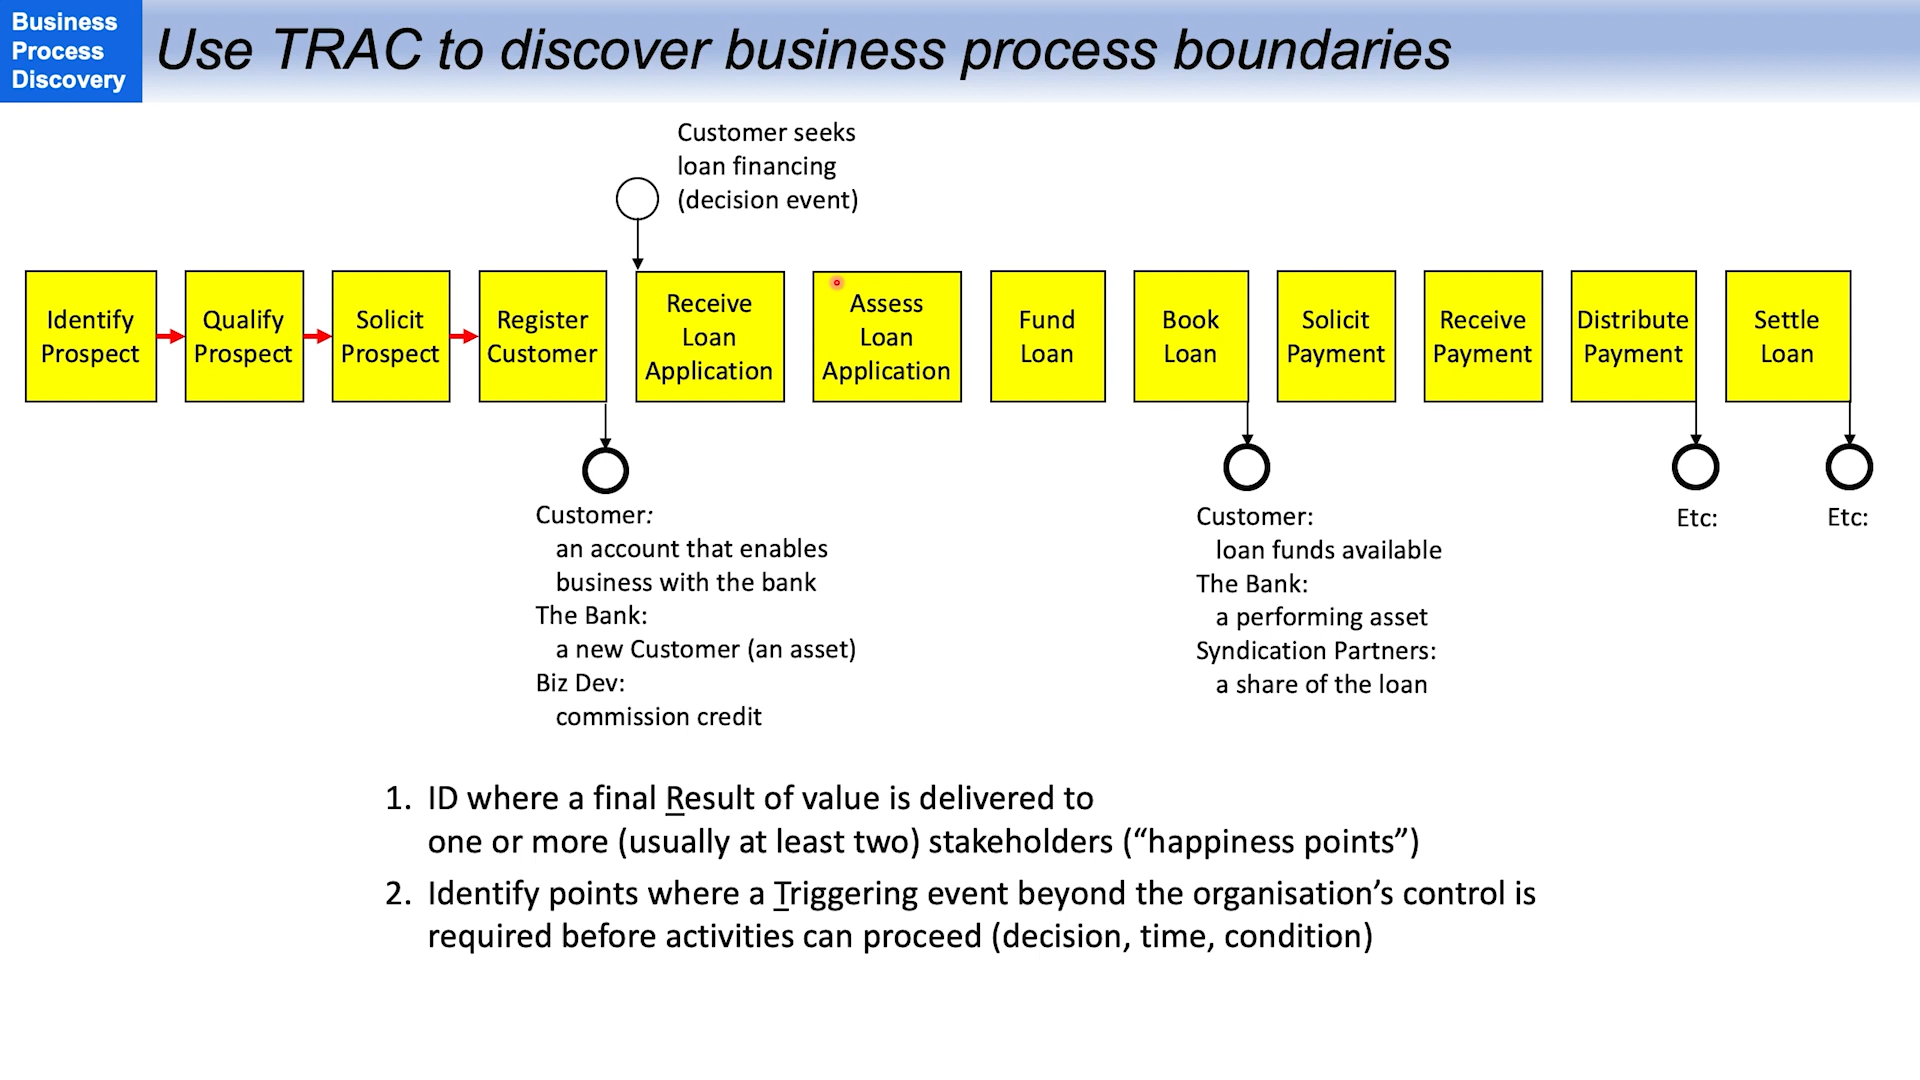 Business
Process
Discovery
Use TRAC to discover business process boundaries
Customer seeks
loan financing
(decision event)
Identify
Prospect
Qualify
Prospect
Solicit
Prospect
Register
Customer
Receive
Loan
Application
Assess
Loan
Application
Fund
Loan
Book
Loan
Solicit
Payment
Receive
Payment
Distribute
Payment
Settle
Loan
Customer:
an account that enables
business with the bank
The Bank:
a new Customer (an asset)
Biz Dev:
commission credit
Customer:
loan funds available
The Bank:
a performing asset
Syndication Partners:
a share of the loan
Etc:
Etc:
1. ID where a final Result of value is delivered to
one or more (usually at least two) stakeholders (“happiness points”)
2. Identify points where a Triggering event beyond the organisation’s control is
required before activities can proceed (decision, time, condition)